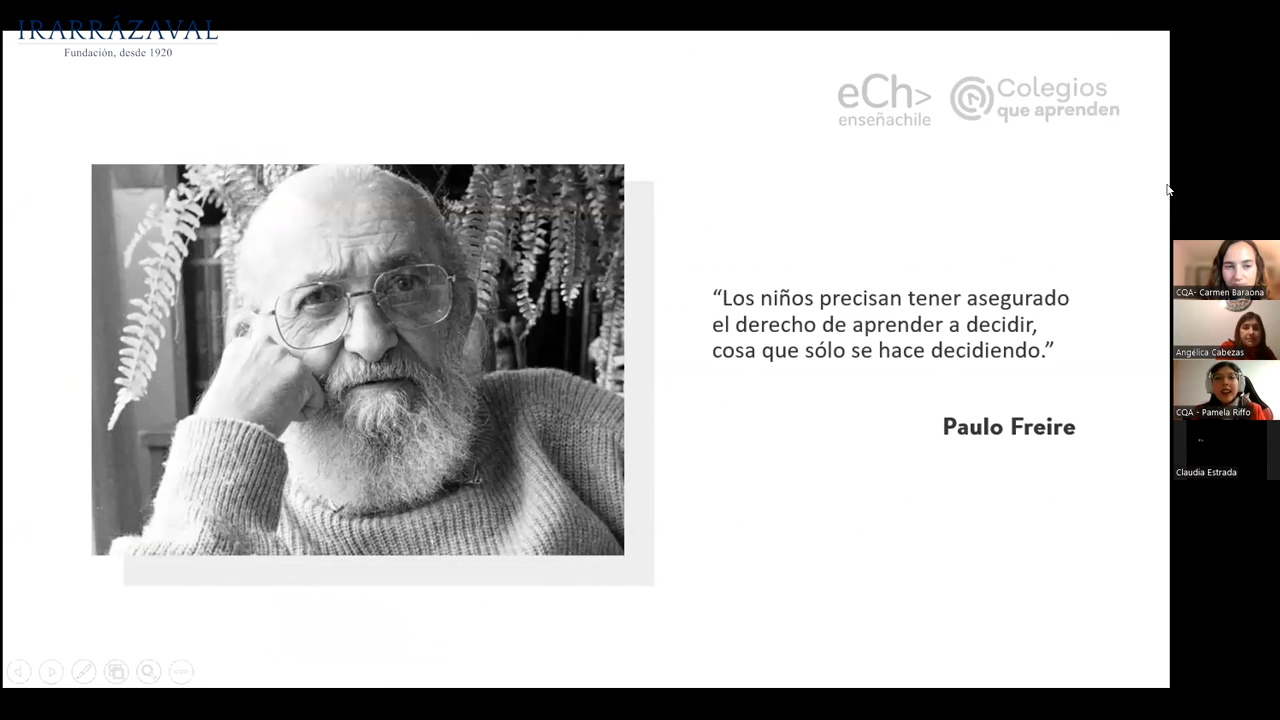 IRARRÁZAVAL
Fundación, desde 1920
eCh>
enseñachile
Colegios
que aprenden
“Los niños precisan tener asegurado
el derecho de aprender a decidir,
cosa que sólo se hace decidiendo.”
Paulo Freire
CQA- Carmen Baraona
Angélica Cabezas
CQA - Pamela Riffo
Claudia Estrada